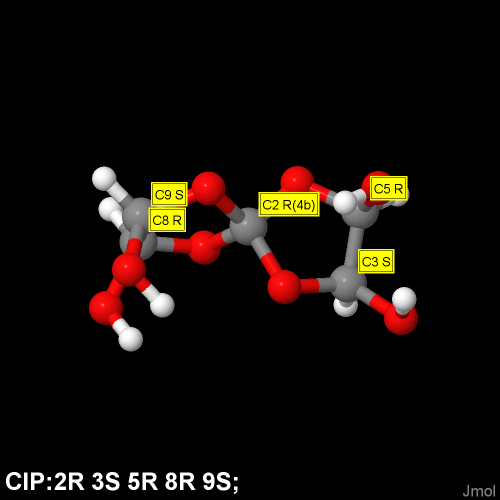 C5 R
C9 S
C2 R(4b)
C8 R
C3 S
CIP:2R 3S 5R 8R 9S;
Jmol